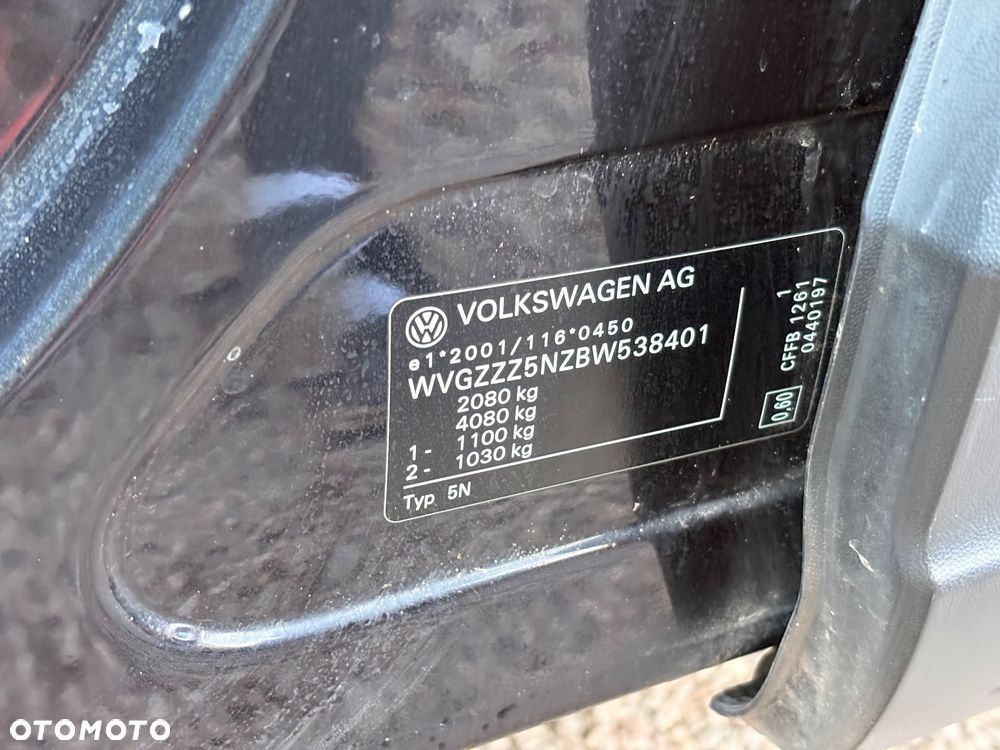 VOLKSWAGEN AG
e1*2001/116*0450
WVGZZZ5NZBW538401
2080 kg
4080 kg
1 - 1100 kg
2 - 1030 kg
Typ 5N
1
CFFB 1261
0440197
0,60
OTOMOTO